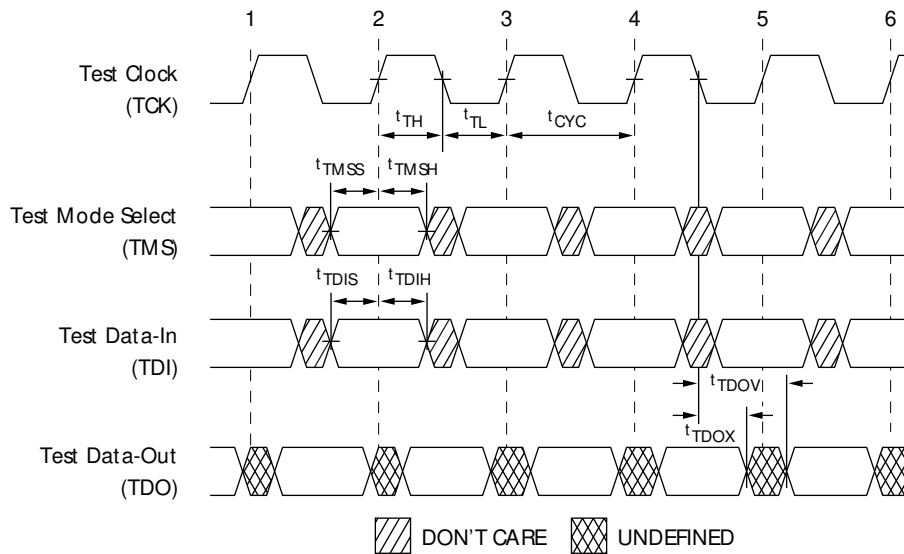 1 2 3 4 5 6
Test Clock
(TCK)
tTH tTL tCYC
tTMSS tTMSH
Test Mode Select
(TMS)
tTDIS tTDIH
Test Data-In
(TDI)
tTDOV
tTDOX
Test Data-Out
(TDO)
DON'T CARE UNDEFINED